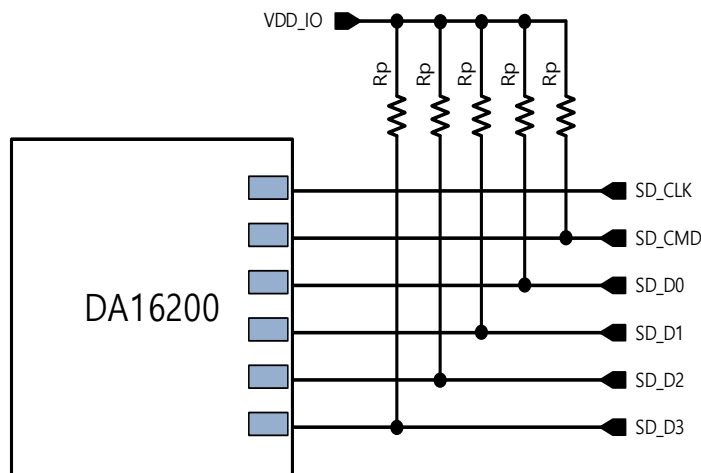 VDD_IO
Rp Rp Rp Rp Rp
SD_CLK
SD_CMD
SD_D0
DA16200
SD_D1
SD_D2
SD_D3